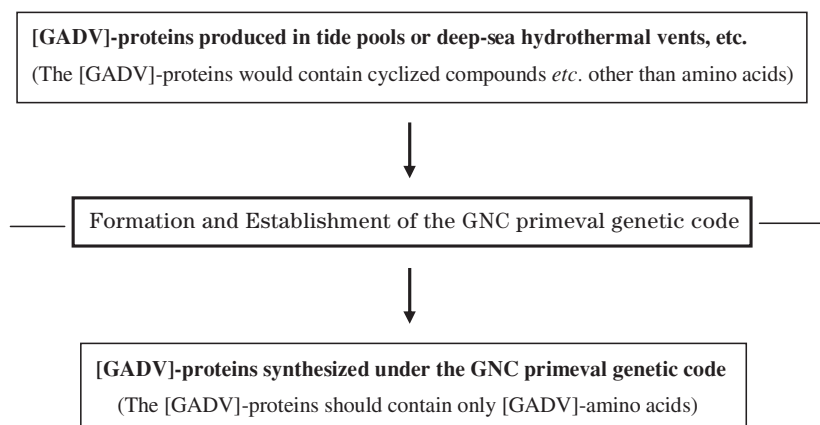 [GADV]-proteins produced in tide pools or deep-sea hydrothermal vents, etc.
(The [GADV]-proteins would contain cyclized compounds etc. other than amino acids)
Formation and Establishment of the GNC primeval genetic code
[GADV]-proteins synthesized under the GNC primeval genetic code
(The [GADV]-proteins should contain only [GADV]-amino acids)